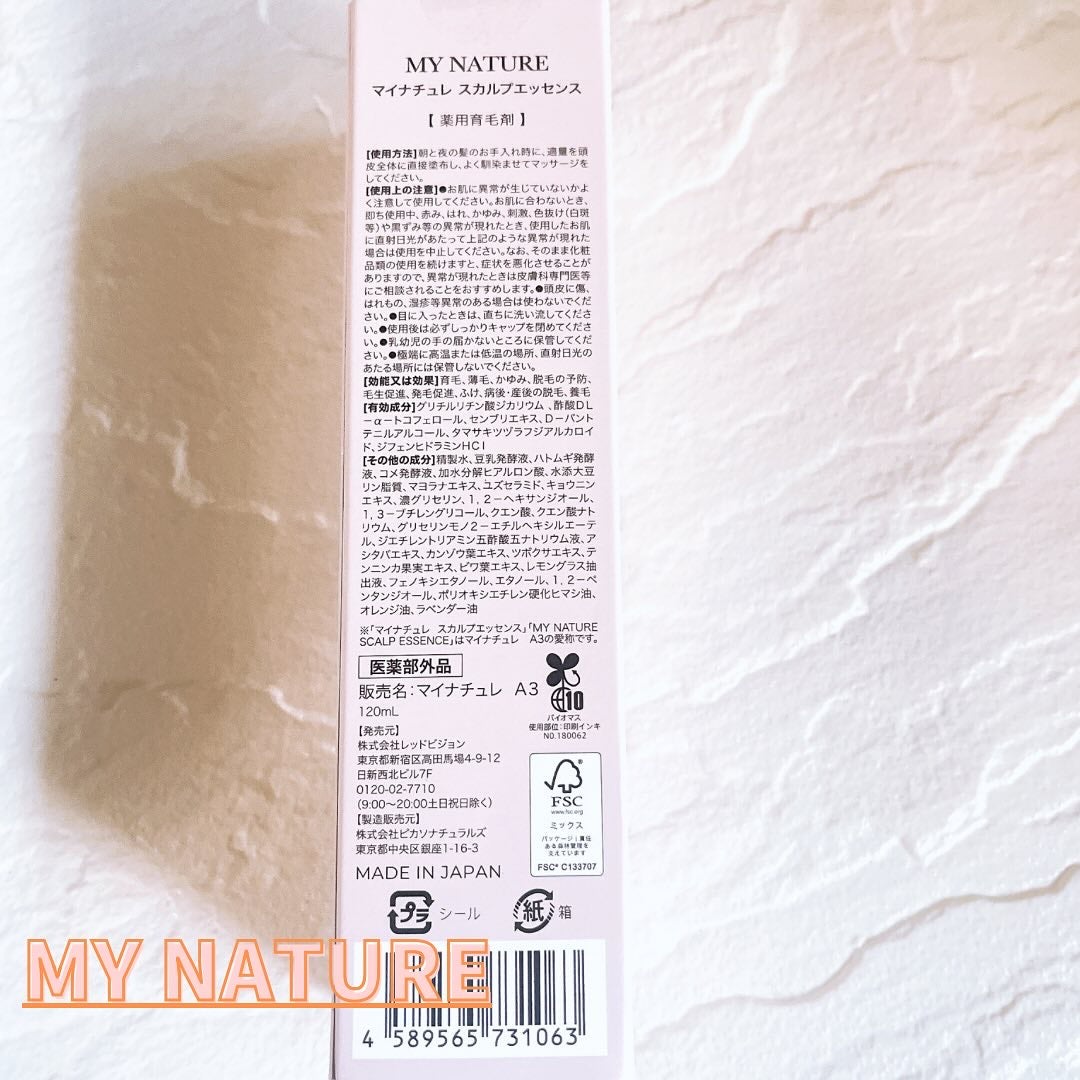 MY NATURE
マイナチュレ スカルプエッセンス
【 薬用育毛剤 】
[使用方法]朝と夜の髪のお手入れ時に、適量を頭
皮全体に直接塗布し、よく馴染ませてマッサージを
してください。
[使用上の注意]●お肌に異常が生じていないかよ
く注意して使用してください。お肌に合わないとき、
即ち使用中、赤み、はれ、かゆみ、刺激、色抜け(白斑
等)や黒ずみ等の異常が現れたとき、使用したお肌
に直射日光があたって上記のような異常が現れた
場合は使用を中止してください。なお、そのまま化粧
品類の使用を続けますと、症状を悪化させることが
ありますので、異常が現れたときは皮膚科専門医等
にご相談されることをおすすめします。●頭皮に傷、
はれもの、湿疹等異常のある場合は使わないでくだ
さい。●目に入ったときは、直ちに洗い流してくださ
い。●使用後は必ずしっかりキャップを閉めてくださ
い。●乳幼児の手の届かないところに保管してくだ
さい。●極端に高温または低温の場所、直射日光の
あたる場所には保管しないでください。
[効能又は効果]育毛、薄毛、かゆみ、脱毛の予防、
毛生促進、発毛促進、ふけ、病後・産後の脱毛、養毛
[有効成分]グリチルリチン酸ジカリウム、酢酸DL
-α-トコフェロール、センブリエキス、D-パント
テニルアルコール、タマサキツヅラフジアルカロイ
ド、ジフェンヒドラミンHCl
[その他の成分]精製水、豆乳発酵液、ハトムギ発酵
液、コメ発酵液、加水分解ヒアルロン酸、水添大豆
リン脂質、マヨラナエキス、ユズセラミド、キョウニン
エキス、濃グリセリン、1,2-ヘキサンジオール、
1,3-ブチレングリコール、クエン酸、クエン酸ナト
リウム、グリセリンモノ2-エチルヘキシルエーテ
ル、ジエチレントリアミン五酢酸五ナトリウム液、ア
シタバエキス、カンゾウ葉エキス、ツボクサエキス、テ
ンニンカ果実エキス、ビワ葉エキス、レモングラス抽
出液、フェノキシエタノール、エタノール、1,2-ペ
ンタンジオール、ポリオキシエチレン硬化ヒマシ油、
オレンジ油、ラベンダー油
※「マイナチュレ スカルプエッセンス」「MY NATURE
SCALP ESSENCE」はマイナチュレ A3の愛称です。
医薬部外品
販売名:マイナチュレ A3
120mL
【発売元】
株式会社レッドビジョン
東京都新宿区高田馬場4-9-12
日新西北ビル7F
0120-02-7710
(9:00~20:00土日祝日除く)
【製造販売元】
株式会社ピカソナチュラルズ
東京都中央区銀座1-16-3
MADE IN JAPAN
10
バイオマス
使用部位:印刷インキ
NO.180062
FSC
www.fsc.org
ミックス
パッケージ|責任
ある森林管理を
支えています
FSC® C133707
プラ シール
紙 箱
MY NATURE
4 589565 731063